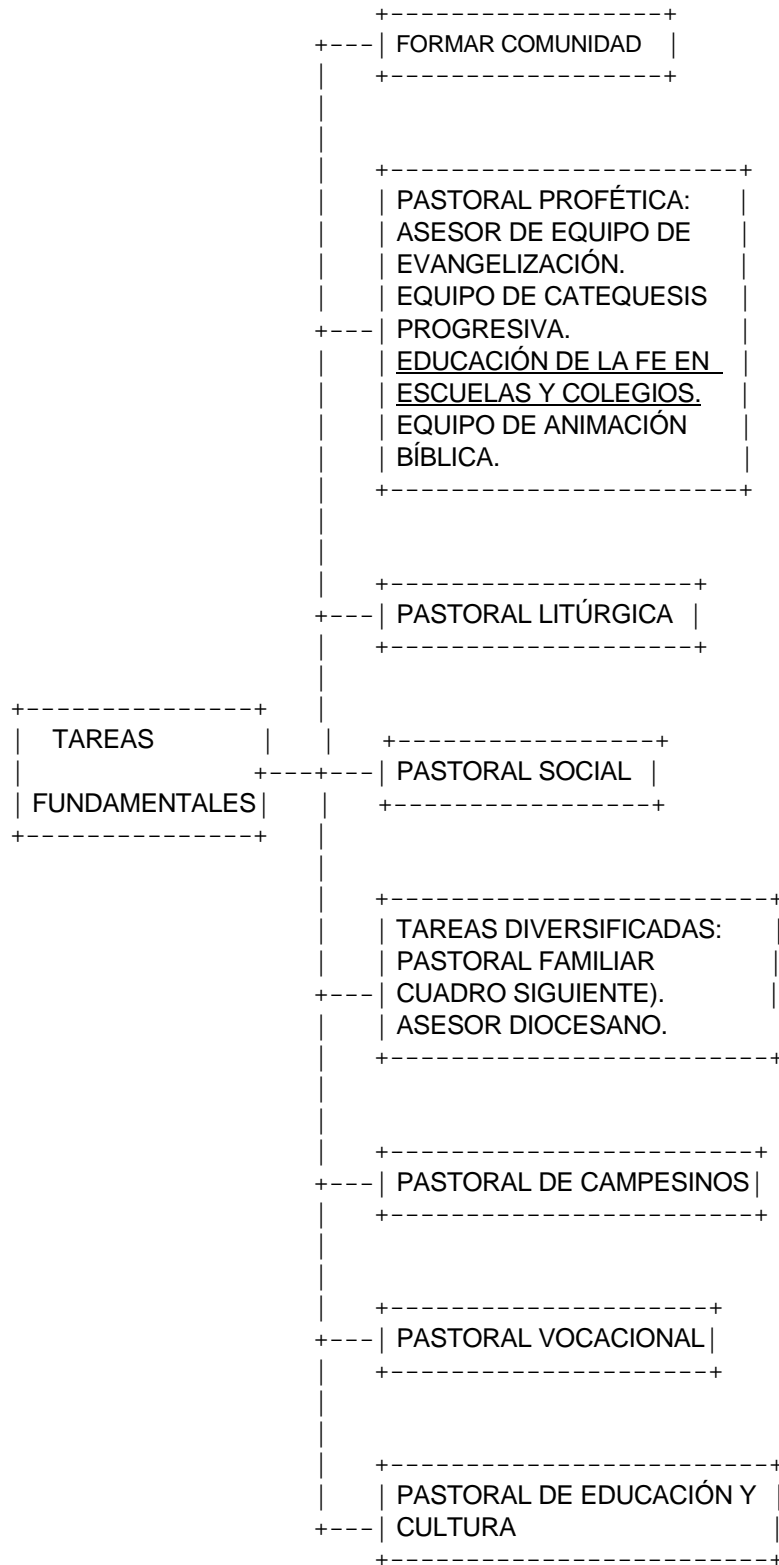 FORMAR COMUNIDAD
PASTORAL PROFÉTICA:
ASESOR DE EQUIPO DE
EVANGELIZACIÓN.
EQUIPO DE CATEQUESIS
PROGRESIVA.
EDUCACIÓN DE LA FE EN
ESCUELAS Y COLEGIOS.
EQUIPO DE ANIMACIÓN
BÍBLICA.
PASTORAL LITÚRGICA
TAREAS
FUNDAMENTALES
PASTORAL SOCIAL
TAREAS DIVERSIFICADAS:
PASTORAL FAMILIAR
CUADRO SIGUIENTE).
ASESOR DIOCESANO.
PASTORAL DE CAMPESINOS
PASTORAL VOCACIONAL
PASTORAL DE EDUCACIÓN Y
CULTURA